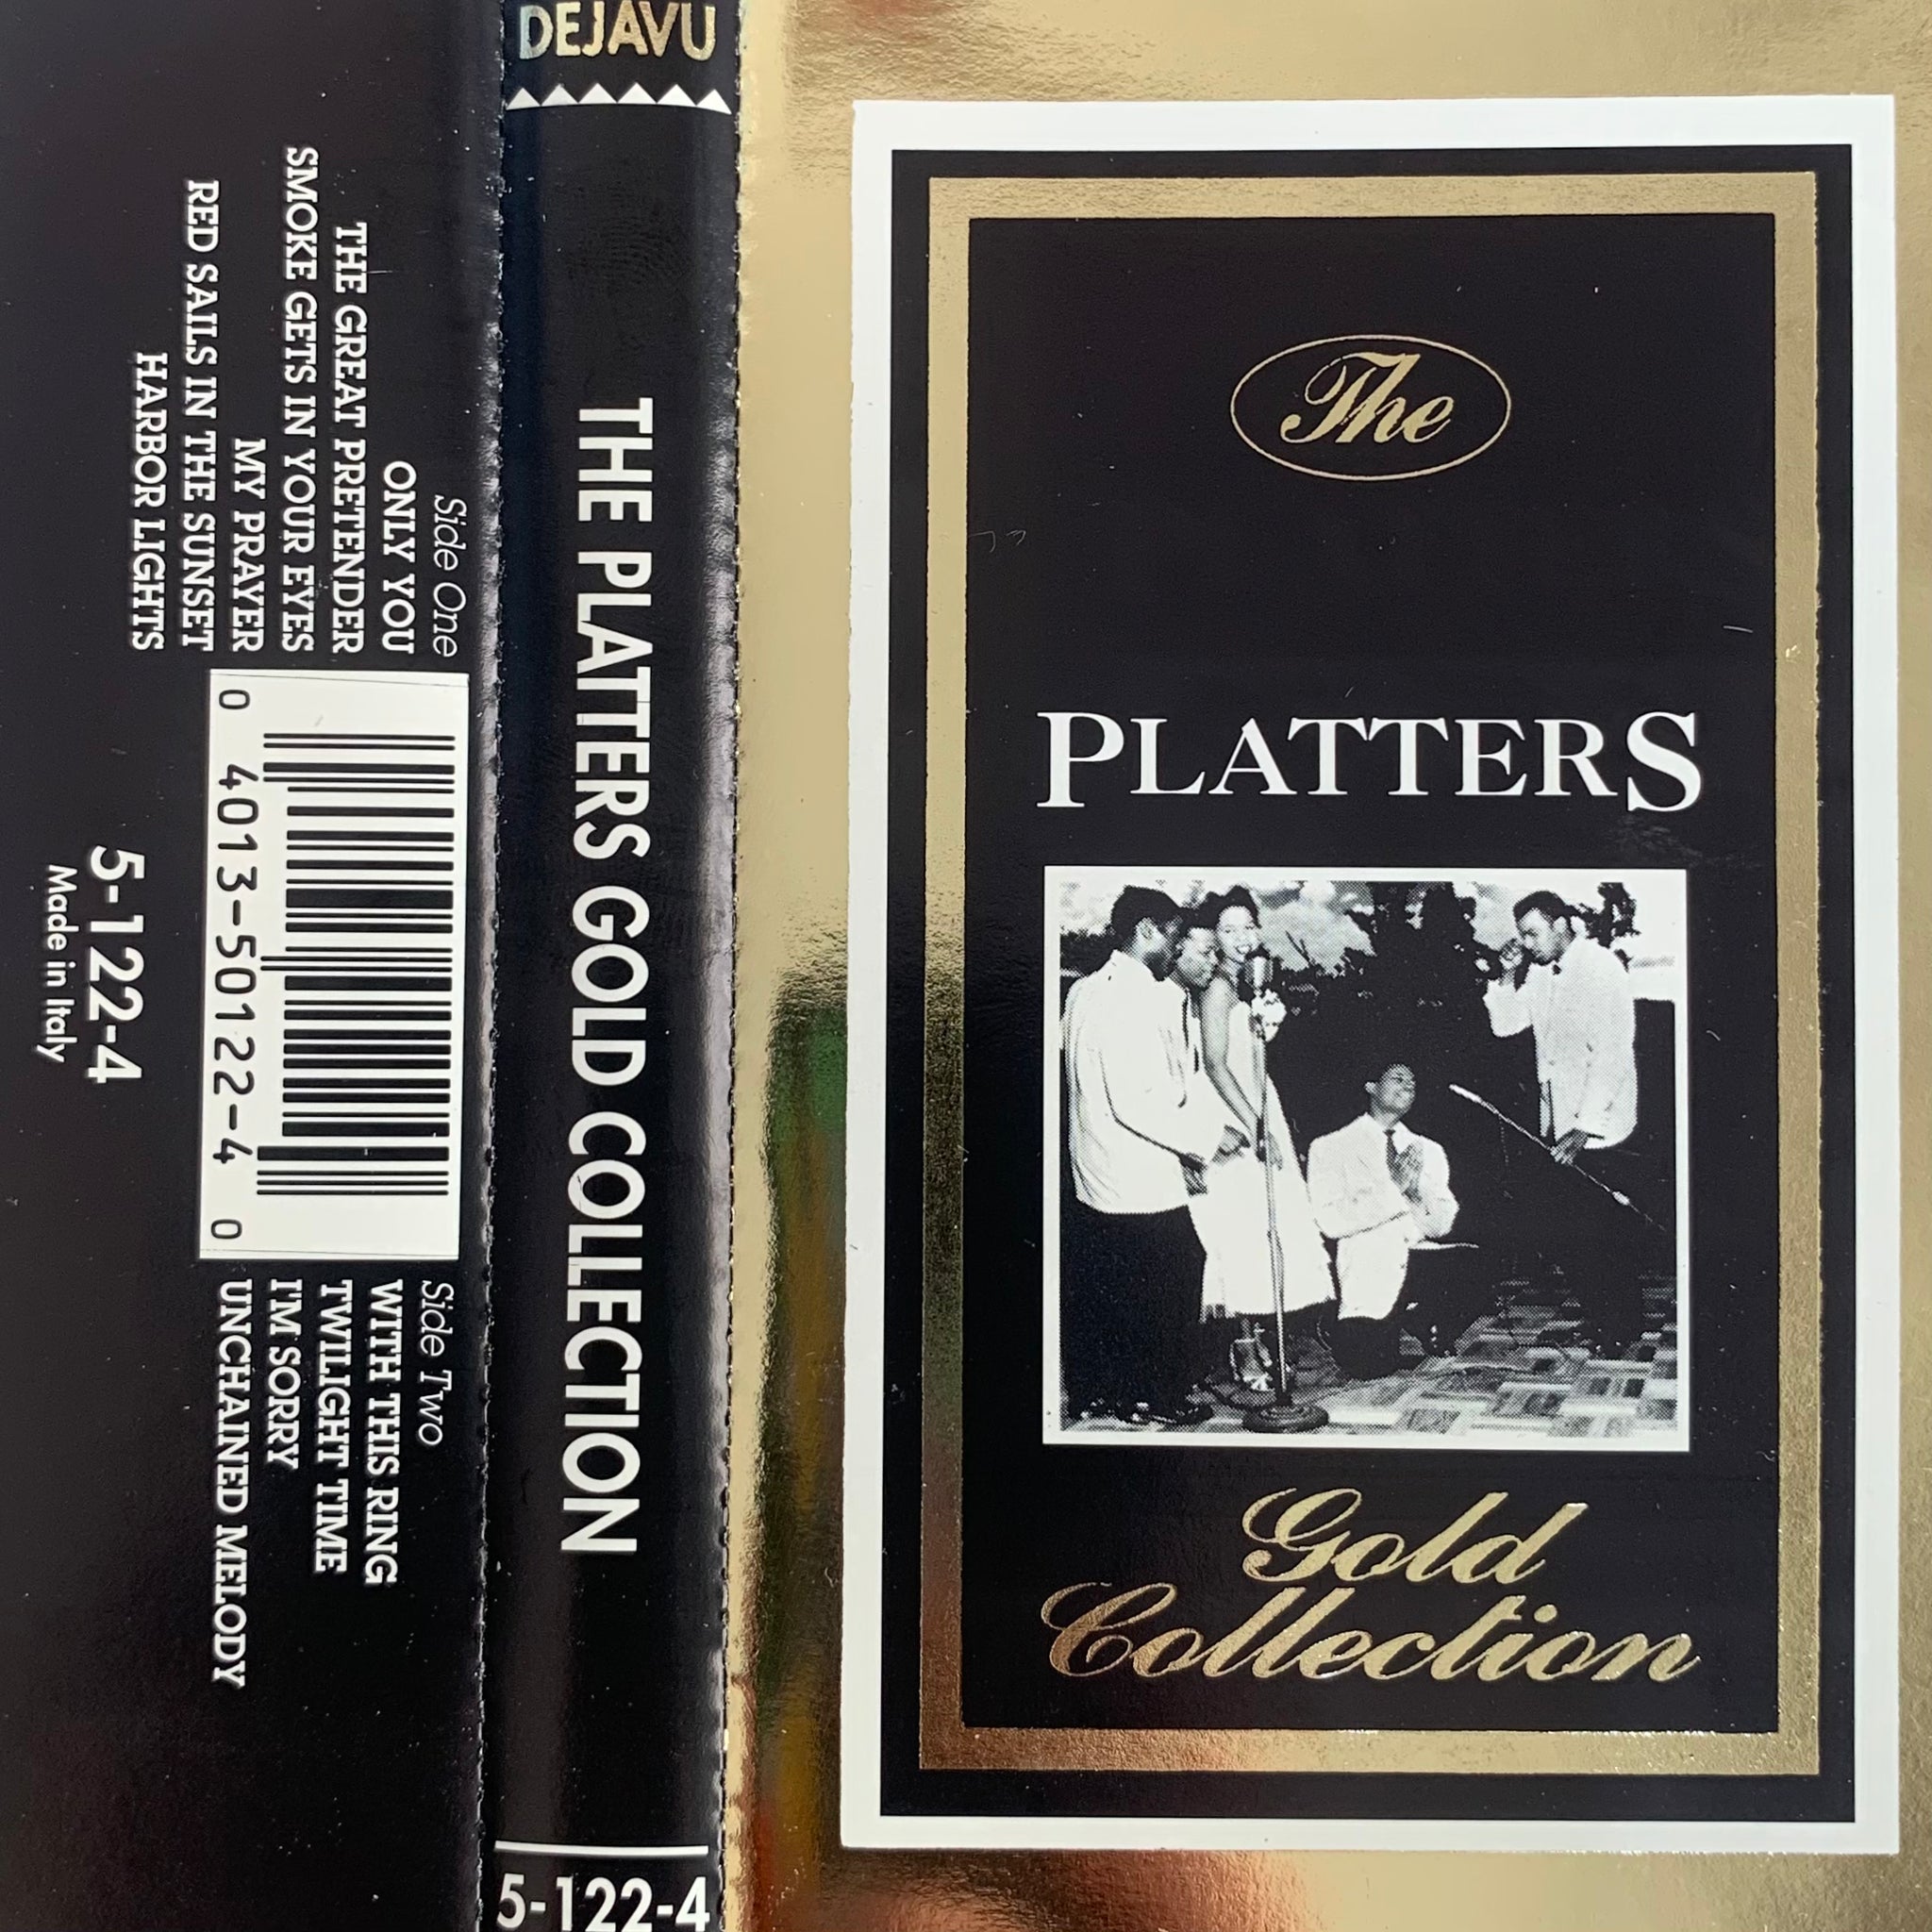 DEJAVU
THE PLATTERS GOLD COLLECTION
5-122-4
The
PLATTERS
Gold
Collection
Side One
ONLY YOU
THE GREAT PRETENDER
SMOKE GETS IN YOUR EYES
MY PRAYER
RED SAILS IN THE SUNSET
HARBOR LIGHTS
0 4013-50122-4 0
Side Two
WITH THIS RING
TWILIGHT TIME
I'M SORRY
UNCHAINED MELODY
5-122-4
Made in Italy